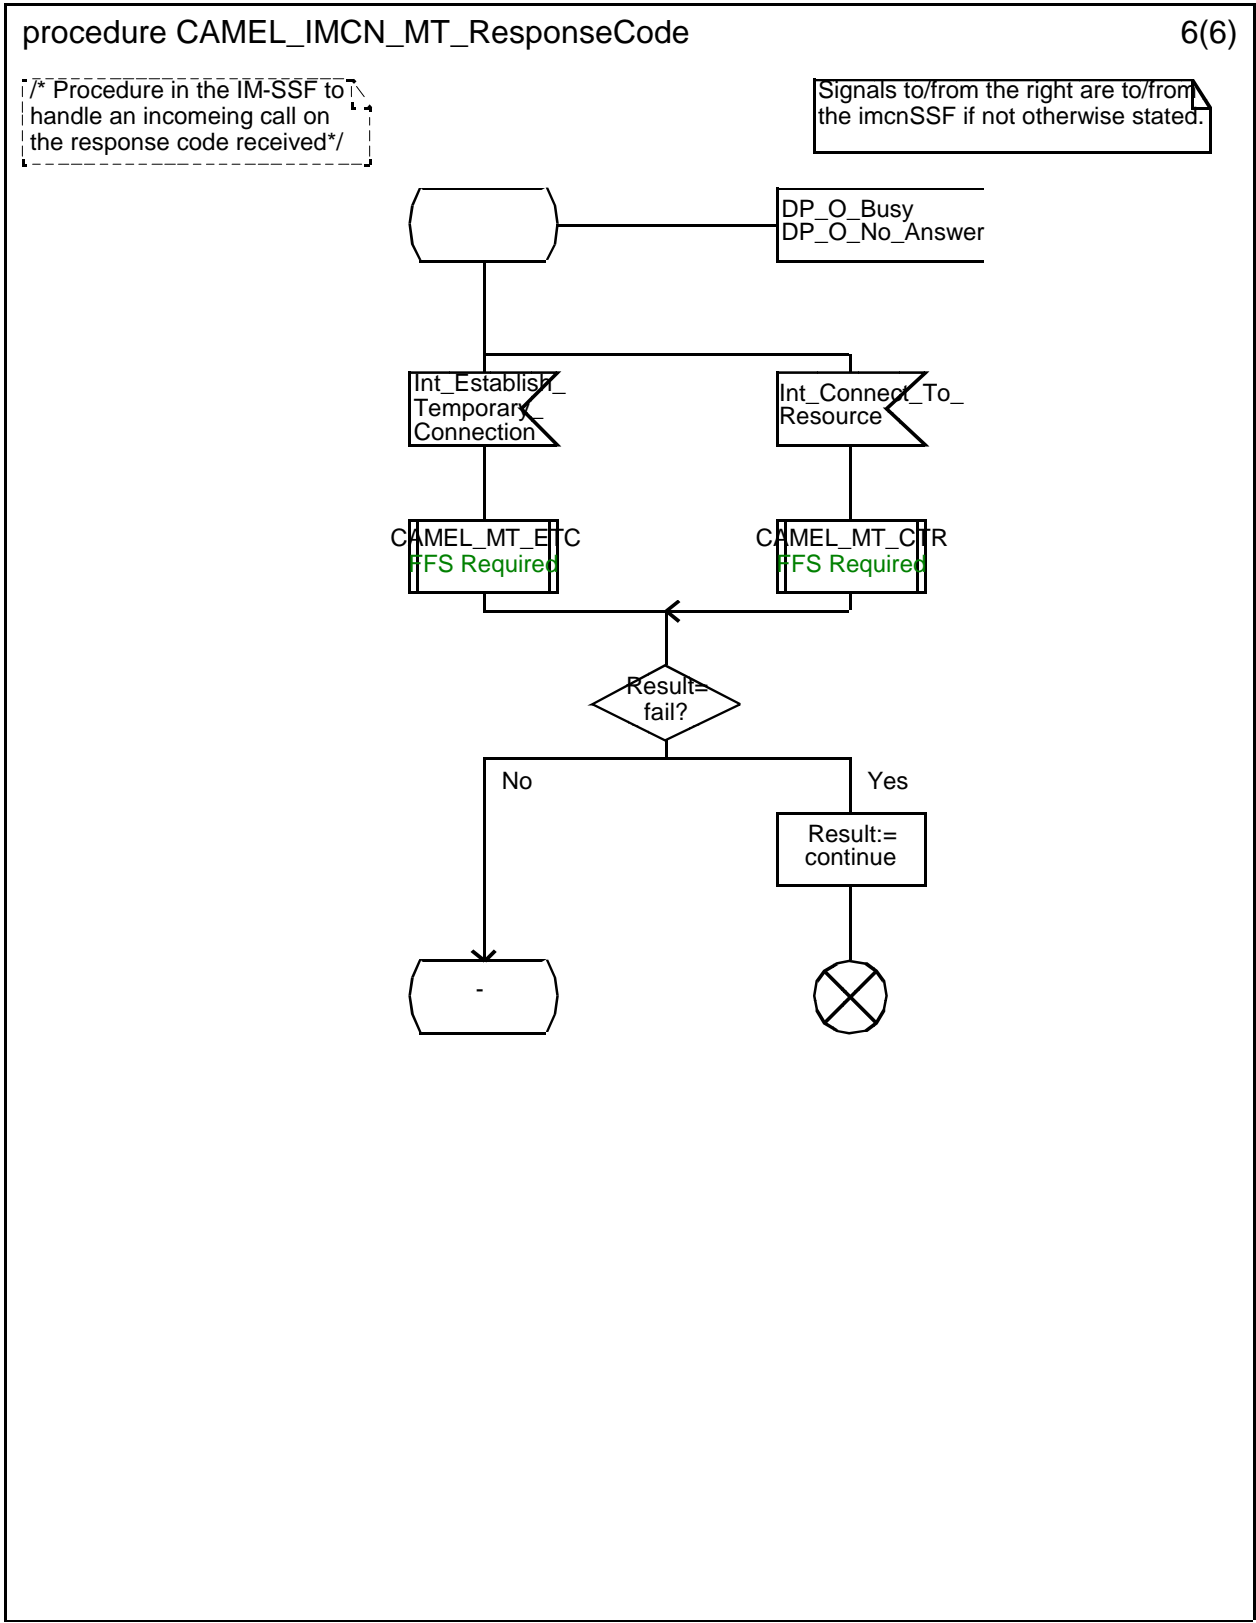 procedure CAMEL_IMCN_MT_ResponseCode
6(6)
/* Procedure in the IM-SSF to
handle an incomeing call on
the response code received*/
Signals to/from the right are to/from
the imcnSSF if not otherwise stated.
DP_O_Busy
DP_O_No_Answer
Int_Establish_
Temporary_
Connection
Int_Connect_To_
Resource
CAMEL_MT_ETC
FFS Required
CAMEL_MT_CTR
FFS Required
Result=
fail?
No
Yes
Result:=
continue
-